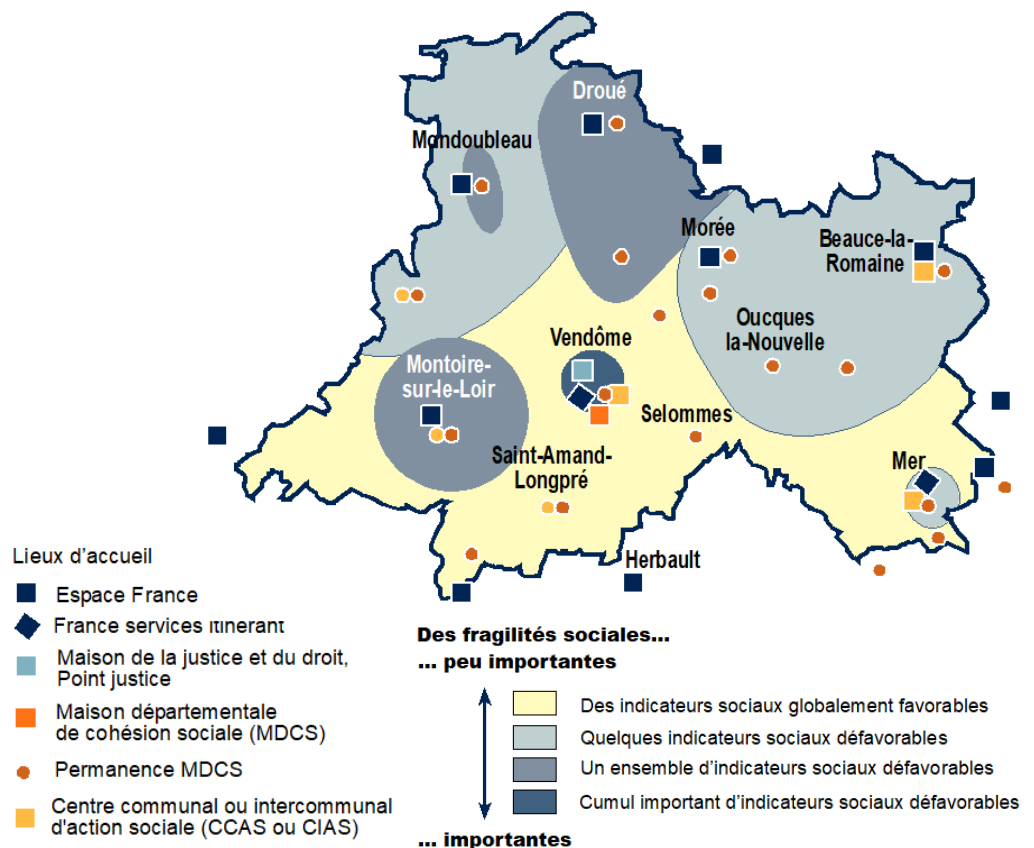 Droué
Mondoubleau
Morée
Beauce-la-
Romaine
Oucques
la-Nouvelle
Vendôme
Montoire-
sur-le-Loir
Selommes
Saint-Amand-
Longpré
Mer
Herbault
Lieux d'accueil
Espace France
France services itinérant
Maison de la justice et du droit,
Point justice
Maison départementale
de cohésion sociale (MDCS)
Permanence MDCS
Centre communal ou intercommunal
d'action sociale (CCAS ou CIAS)
Des fragilités sociales...
... peu importantes
Des indicateurs sociaux globalement favorables
Quelques indicateurs sociaux défavorables
Un ensemble d'indicateurs sociaux défavorables
Cumul important d'indicateurs sociaux défavorables
... importantes